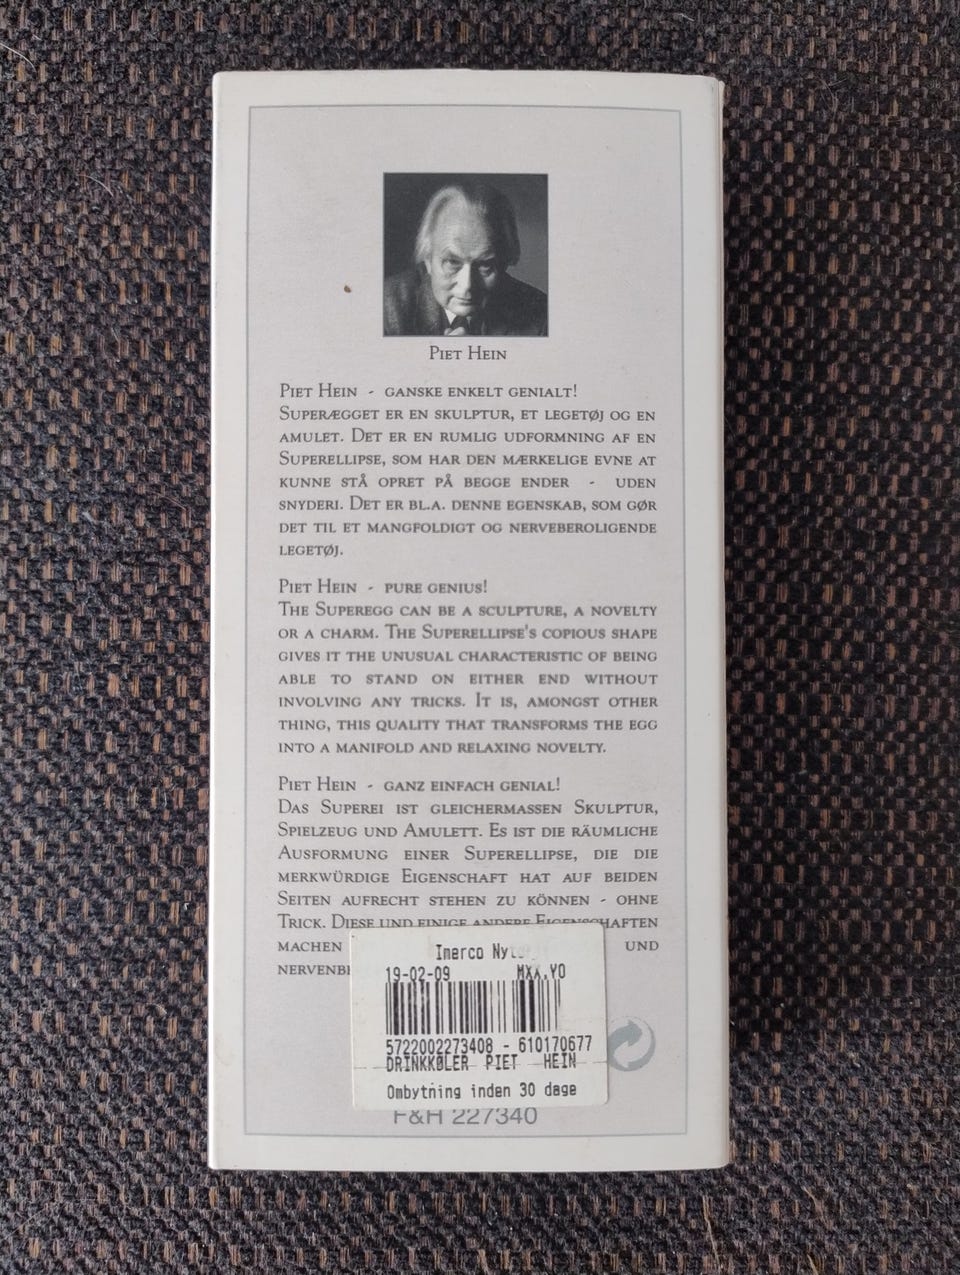 Piet Hein
Piet Hein - ganske enkelt genialt!
Superægget er en skulptur, et legetøj og en
amulet. Det er en rumlig udformning af en
Superellipse, som har den mærkelige evne at
kunne stå opret på begge ender - uden
snyderi. Det er bl.a. denne egenskab, som gør
det til et mangfoldigt og nerveberoligende
legetøj.
Piet Hein - pure genius!
The Superegg can be a sculpture, a novelty
or a charm. The Superellipse's copious shape
gives it the unusual characteristic of being
able to stand on either end without
involving any tricks. It is, amongst other
thing, this quality that transforms the egg
into a manifold and relaxing novelty.
Piet Hein - ganz einfach genial!
Das Superei ist gleichermassen Skulptur,
Spielzeug und Amulett. Es ist die räumliche
Ausformung einer Superellipse, die die
merkwürdige Eigenschaft hat auf beiden
Seiten aufrecht stehen zu können - ohne
Trick. Diese und einige andere Eigenschaften
machen und
Imerco
19-02-09
5722002273408 - 610170677
DRINKKØLER PIET HEIN
Ombytning inden 30 dage
F&H 227340